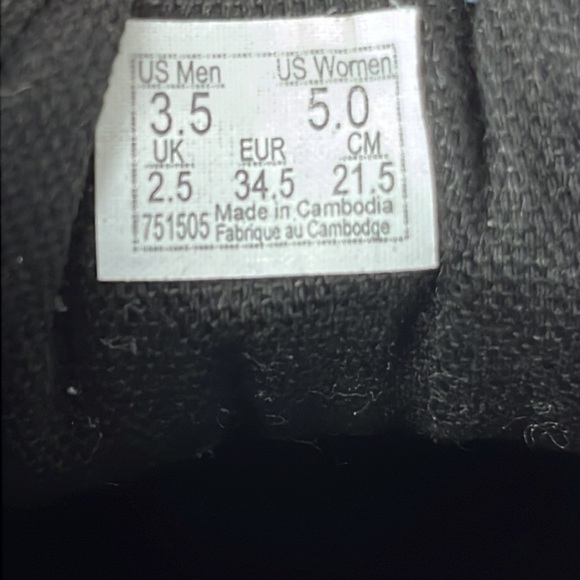 US Men US Women
3.5 5.0
UK EUR CM
2.5 34.5 21.5
751505 Made in Cambodia
Fabrique au Cambodge